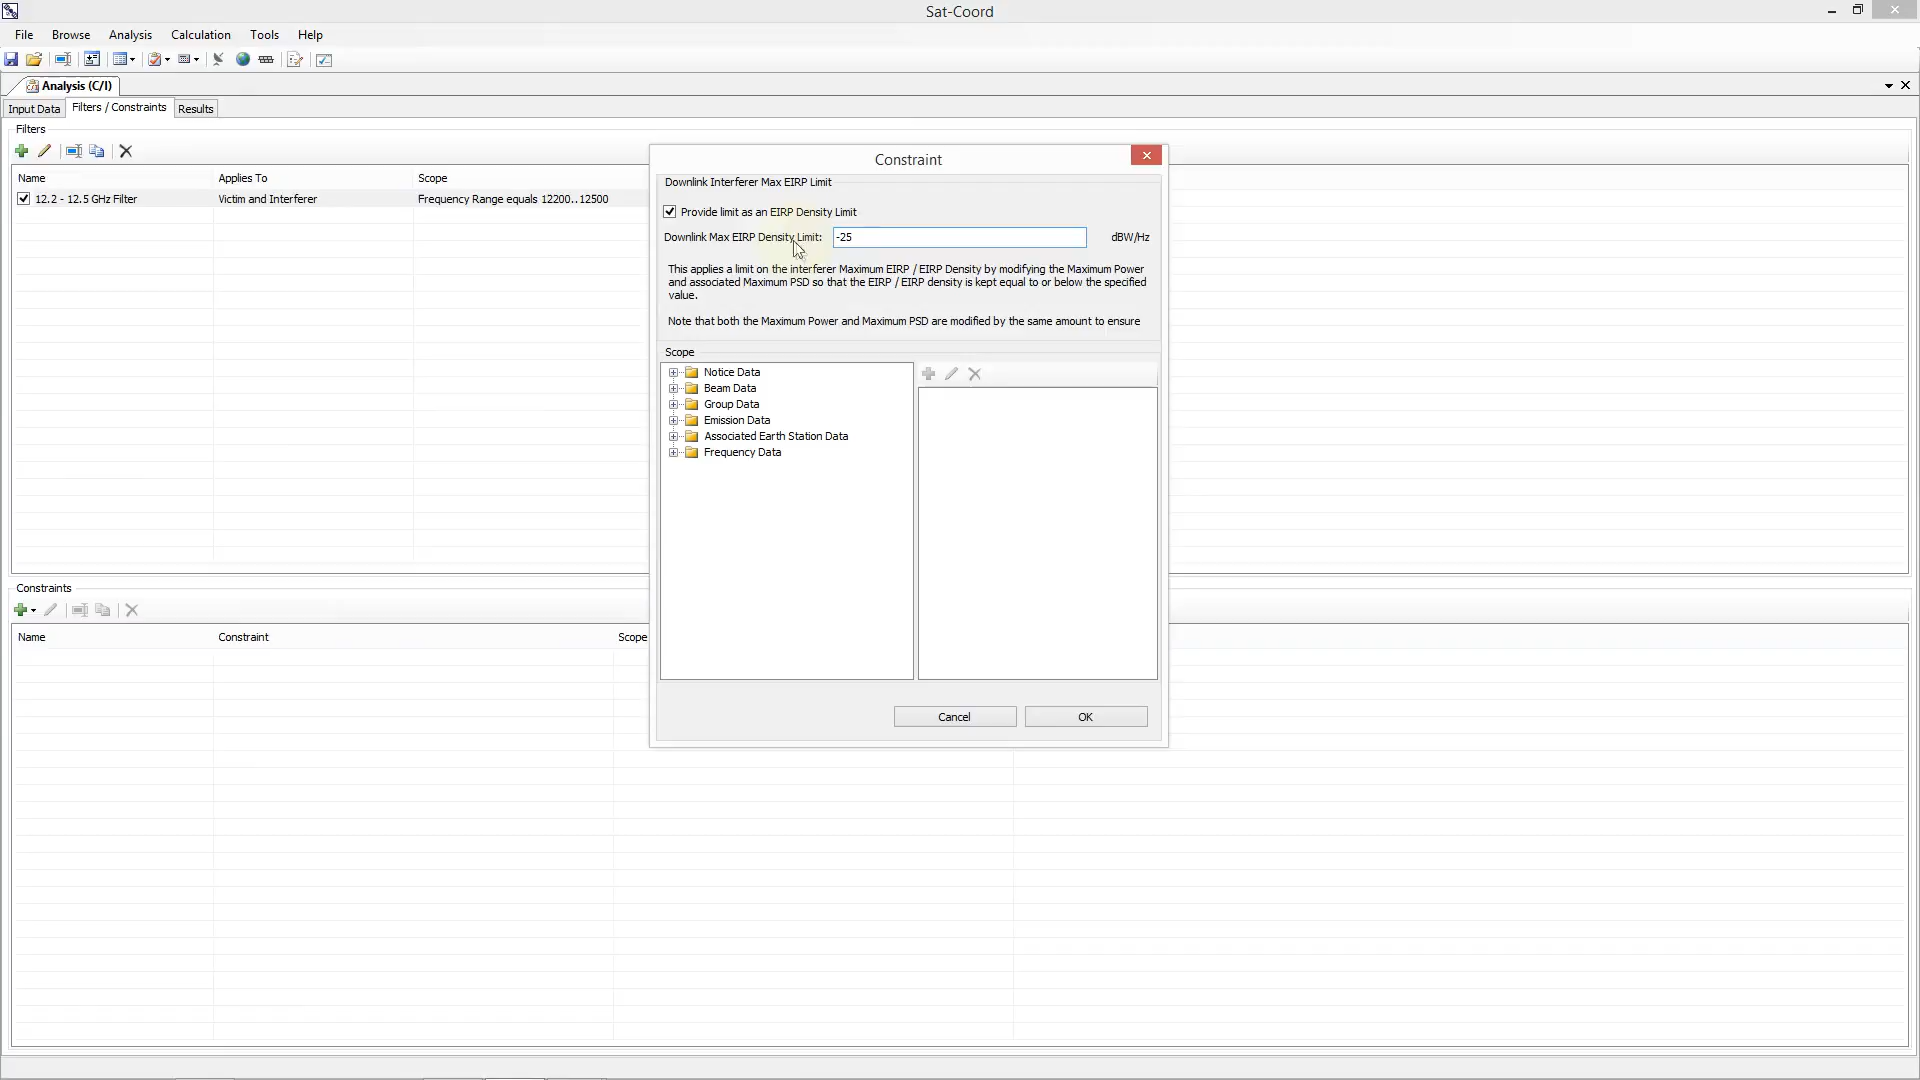 Sat-Coord
File Browse Analysis Calculation Tools Help
Analysis (C/I)
Input Data Filters / Constraints Results
Filters
Name Applies To Scope
12.2 - 12.5 GHz Filter Victim and Interferer Frequency Range equals 12200..12500
Constraints
Name Constraint Scope
Constraint
Downlink Interferer Max EIRP Limit
Provide limit as an EIRP Density Limit
Downlink Max EIRP Density Limit: -25 dBW/Hz
This applies a limit on the interferer Maximum EIRP / EIRP Density by modifying the Maximum Power
and associated Maximum PSD so that the EIRP / EIRP density is kept equal to or below the specified
value.
Note that both the Maximum Power and Maximum PSD are modified by the same amount to ensure
Scope
Notice Data
Beam Data
Group Data
Emission Data
Associated Earth Station Data
Frequency Data
Cancel OK